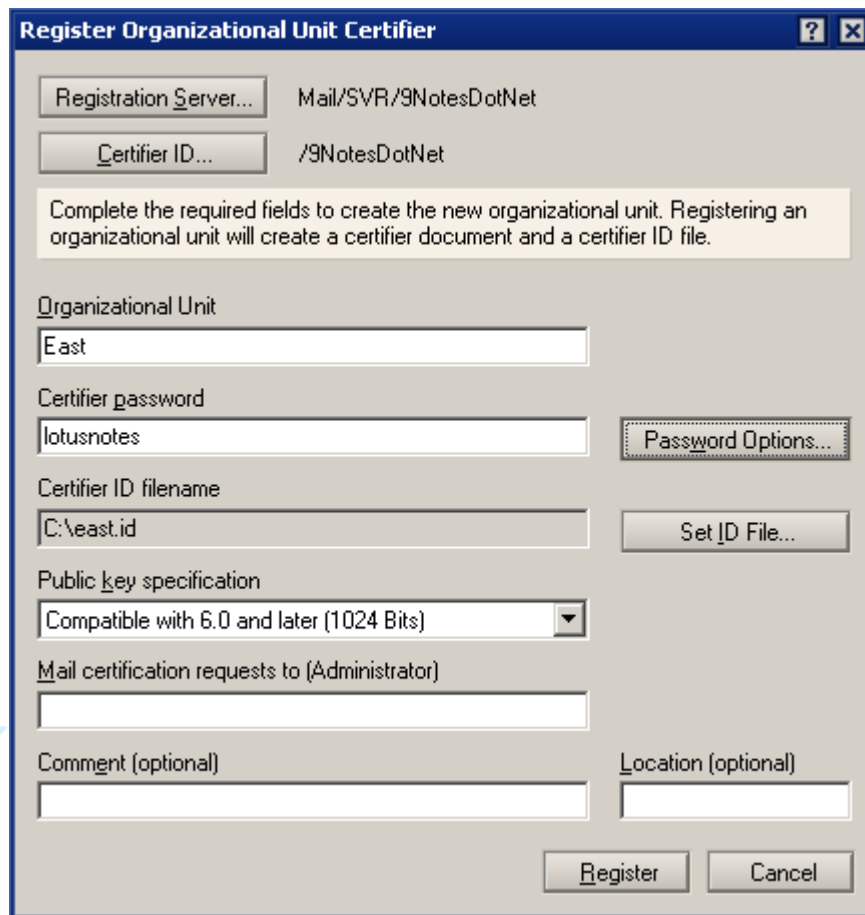 Register Organizational Unit Certifier
Registration Server... Mail/SVR/9NotesDotNet
Certifier ID... /9NotesDotNet
Complete the required fields to create the new organizational unit. Registering an
organizational unit will create a certifier document and a certifier ID file.
Organizational Unit
East
Certifier password
lotusnotes Password Options...
Certifier ID filename
C:\east.id Set ID File...
Public key specification
Compatible with 6.0 and later (1024 Bits)
Mail certification requests to (Administrator)
Comment (optional) Location (optional)
Register Cancel